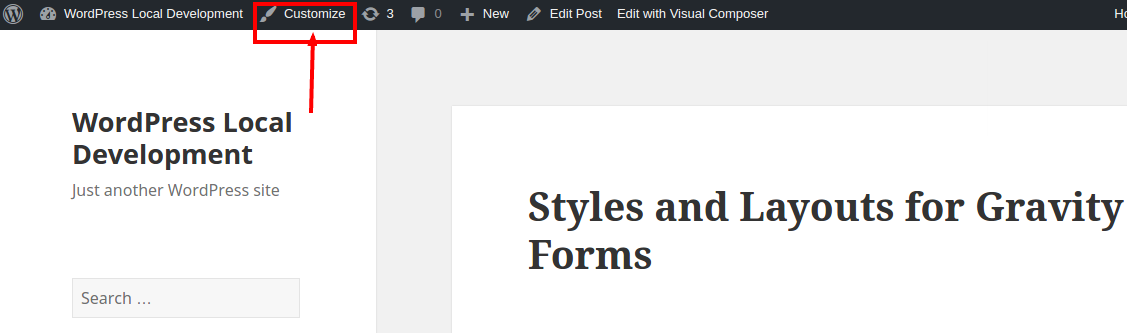 WordPress Local Development Customize 3 0 New Edit Post Edit with Visual Composer Ho
WordPress Local
Development
Just another WordPress site
Search …
Styles and Layouts for Gravity
Forms